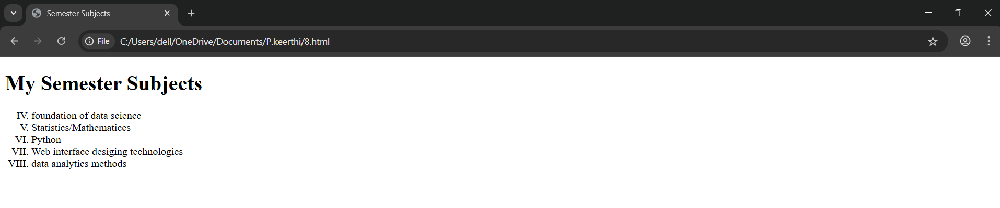 Semester Subjects
File C:/Users/dell/OneDrive/Documents/P.keerthi/8.html
My Semester Subjects
IV. foundation of data science
V. Statistics/Mathematices
VI. Python
VII. Web interface desiging technologies
VIII. data analytics methods